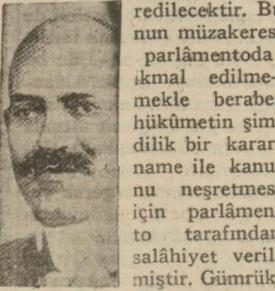 redilecektir. Bu
nun müzakeres
parlâmentoda
ikmal edilme-
mekle berabe
hükûmetin şim
dilik bir karar
name ile kanu
nu neşretmes
için parlâmen
to tarafından
salâhiyet veril
miştir. Gümrük